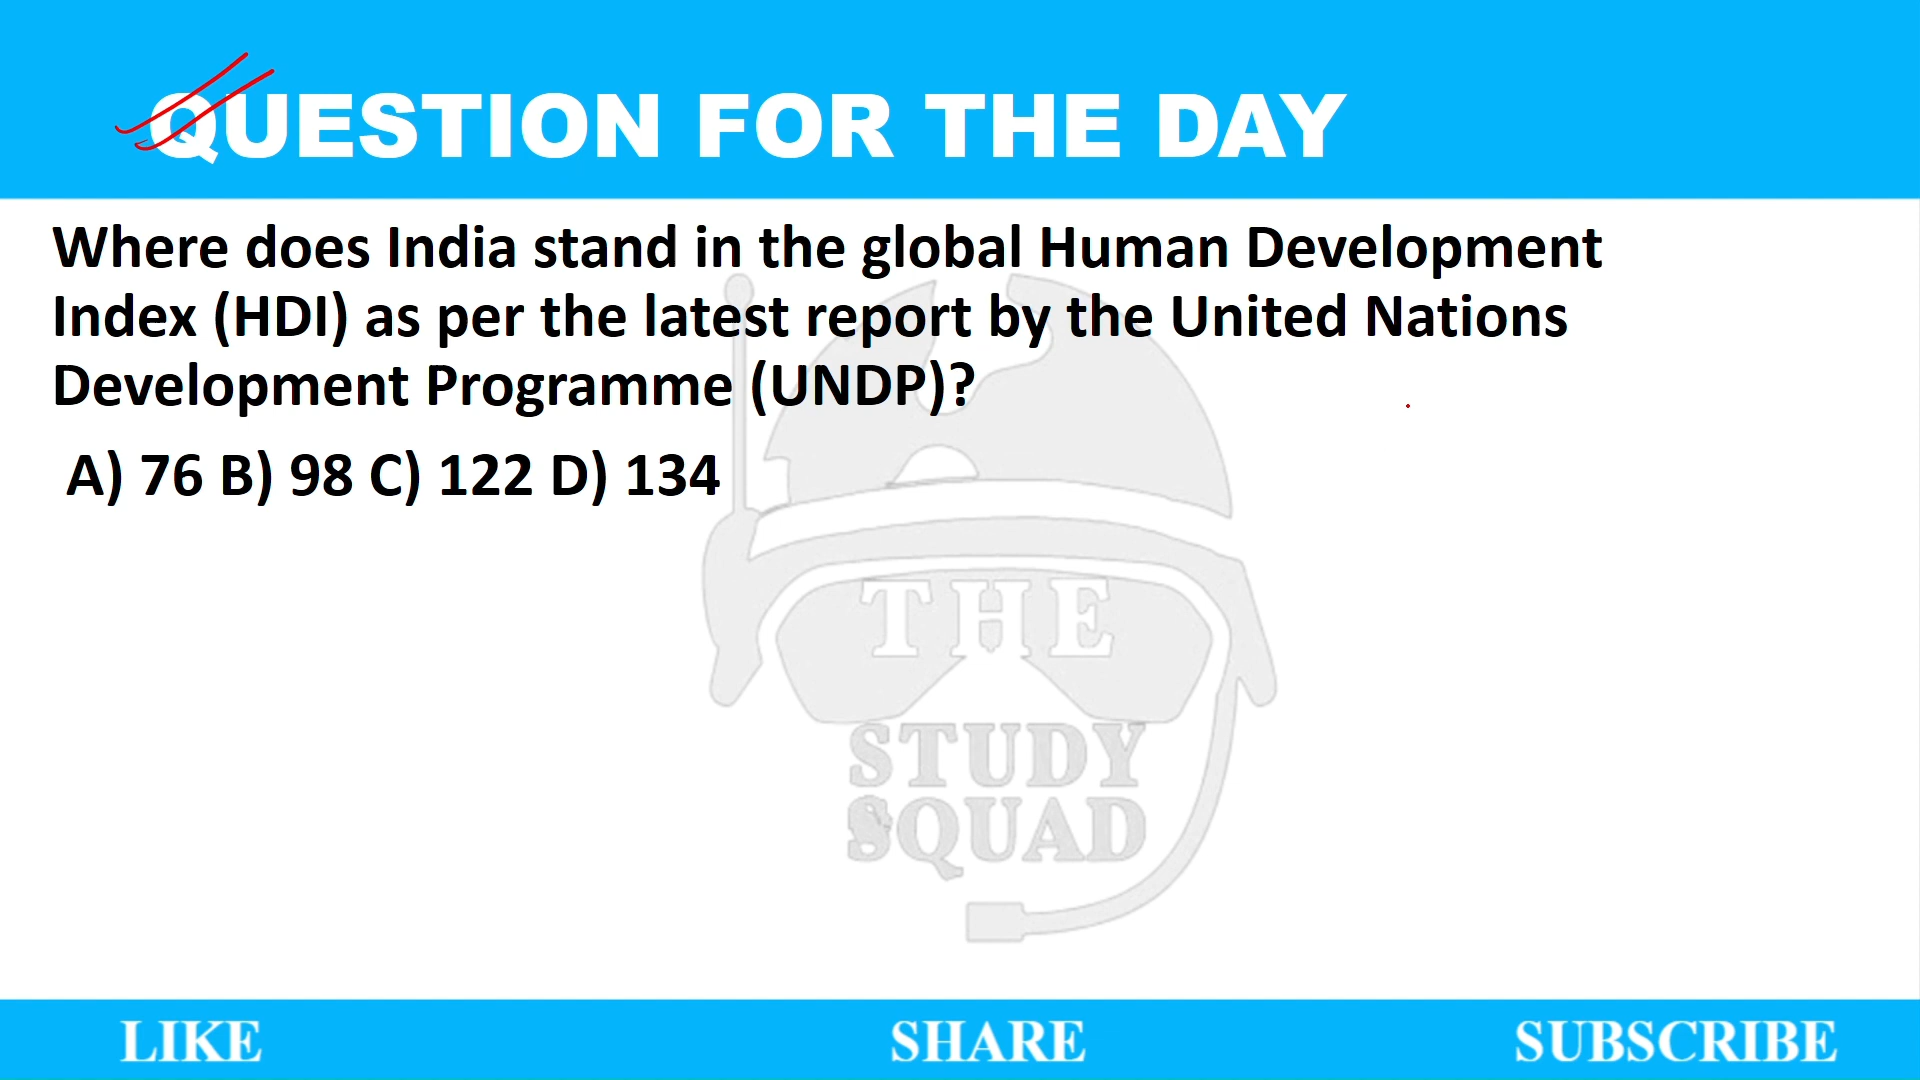 QUESTION FOR THE DAY
Where does India stand in the global Human Development
Index (HDI) as per the latest report by the United Nations
Development Programme (UNDP)?
A) 76 B) 98 C) 122 D) 134
THE
STUDY
SQUAD
LIKE SHARE SUBSCRIBE